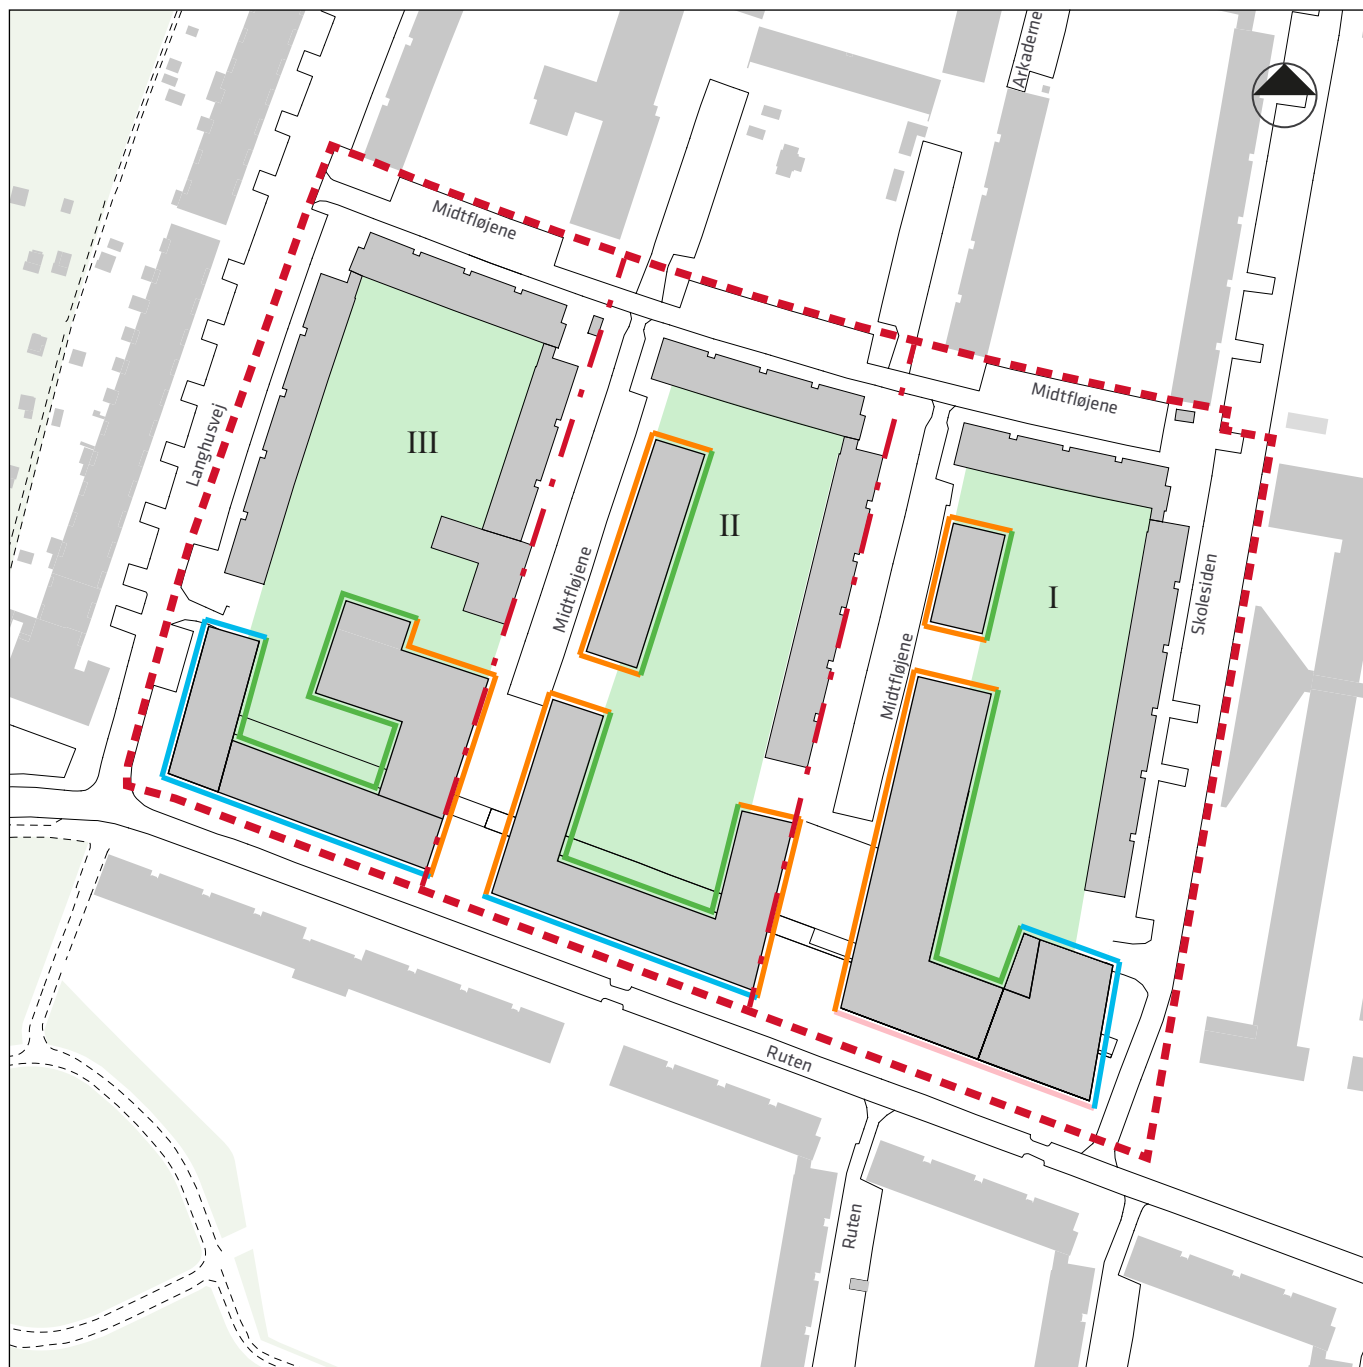 Arkaderne
Midtfløjene
Midtfløjene
Langhusvej
III
II
I
Midtfløjene
Skolesiden
Midtfløjene
Ruten
Ruten